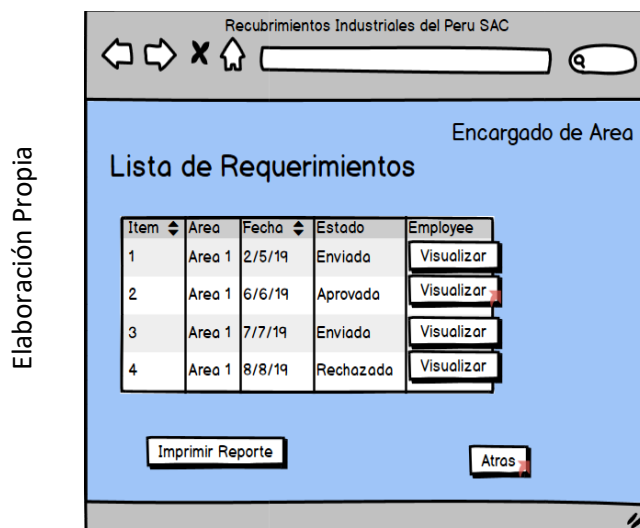 Recubrimientos Industriales del Peru SAC
Encargado de Area
Lista de Requerimientos
Item Area Fecha Estado Employee
1 Area 1 2/5/19 Enviada Visualizar
2 Area 1 6/6/19 Aprovada Visualizar
3 Area 1 7/7/19 Enviada Visualizar
4 Area 1 8/8/19 Rechazada Visualizar
Imprimir Reporte
Atras
Elaboración Propia